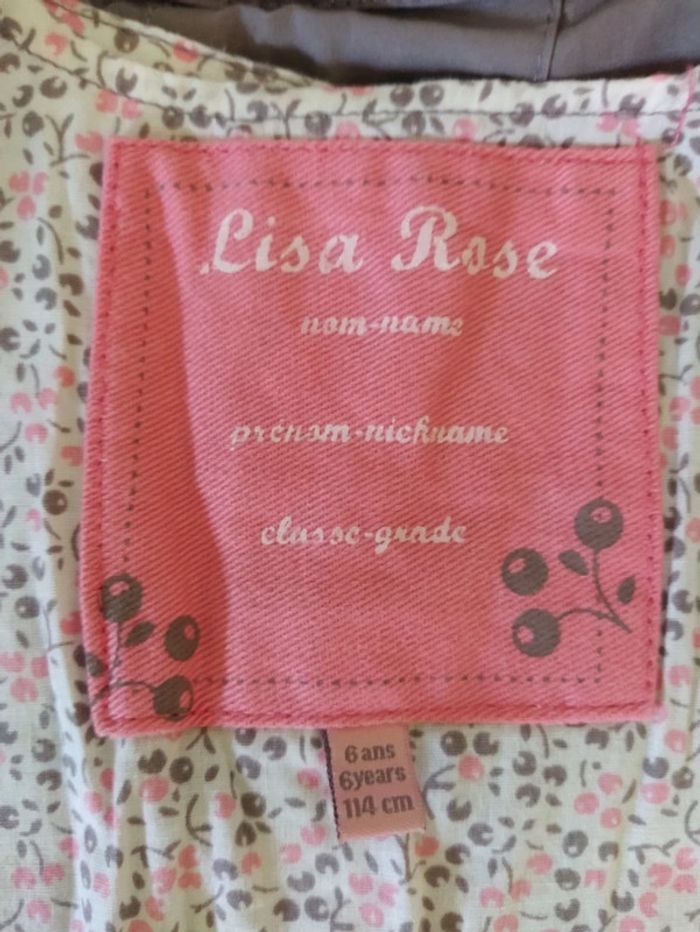 Lisa Rose
nom-name
prénom-nickname
classe-grade
6 ans
6years
114 cm